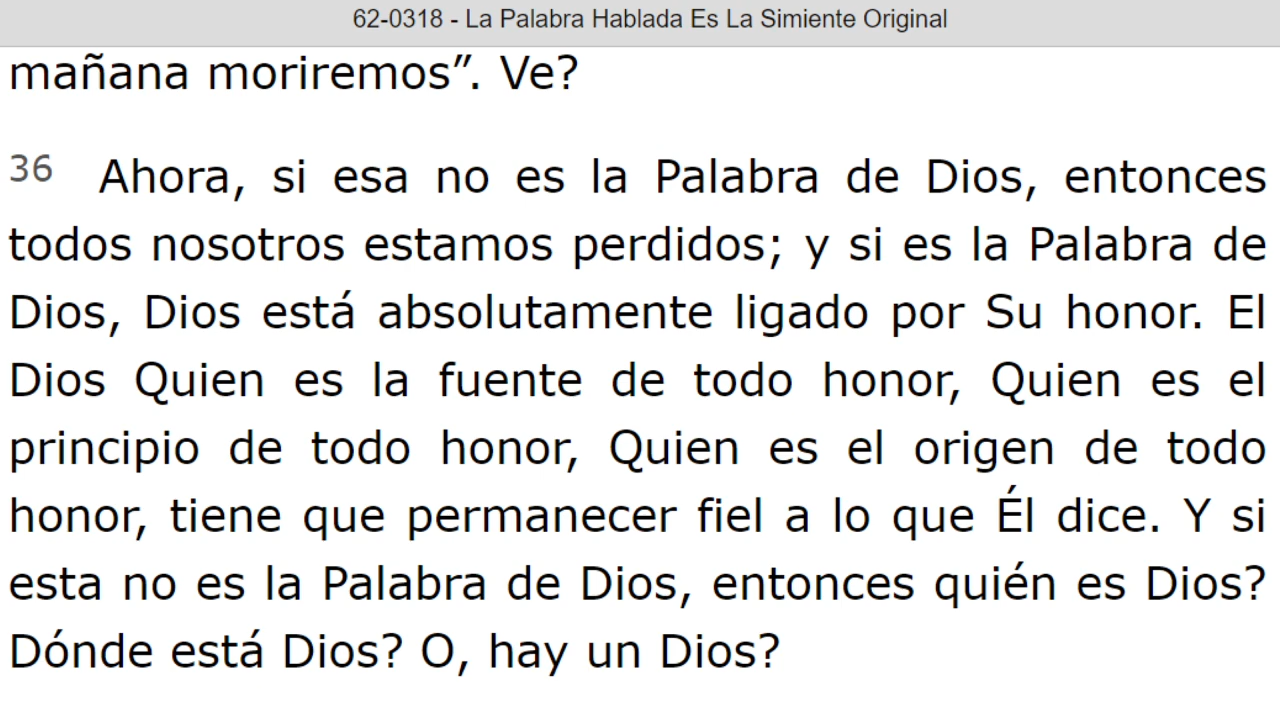 62-0318 - La Palabra Hablada Es La Simiente Original
mañana moriremos”. Ve?
36 Ahora, si esa no es la Palabra de Dios, entonces
todos nosotros estamos perdidos; y si es la Palabra de
Dios, Dios está absolutamente ligado por Su honor. El
Dios Quien es la fuente de todo honor, Quien es el
principio de todo honor, Quien es el origen de todo
honor, tiene que permanecer fiel a lo que Él dice. Y si
esta no es la Palabra de Dios, entonces quién es Dios?
Dónde está Dios? O, hay un Dios?